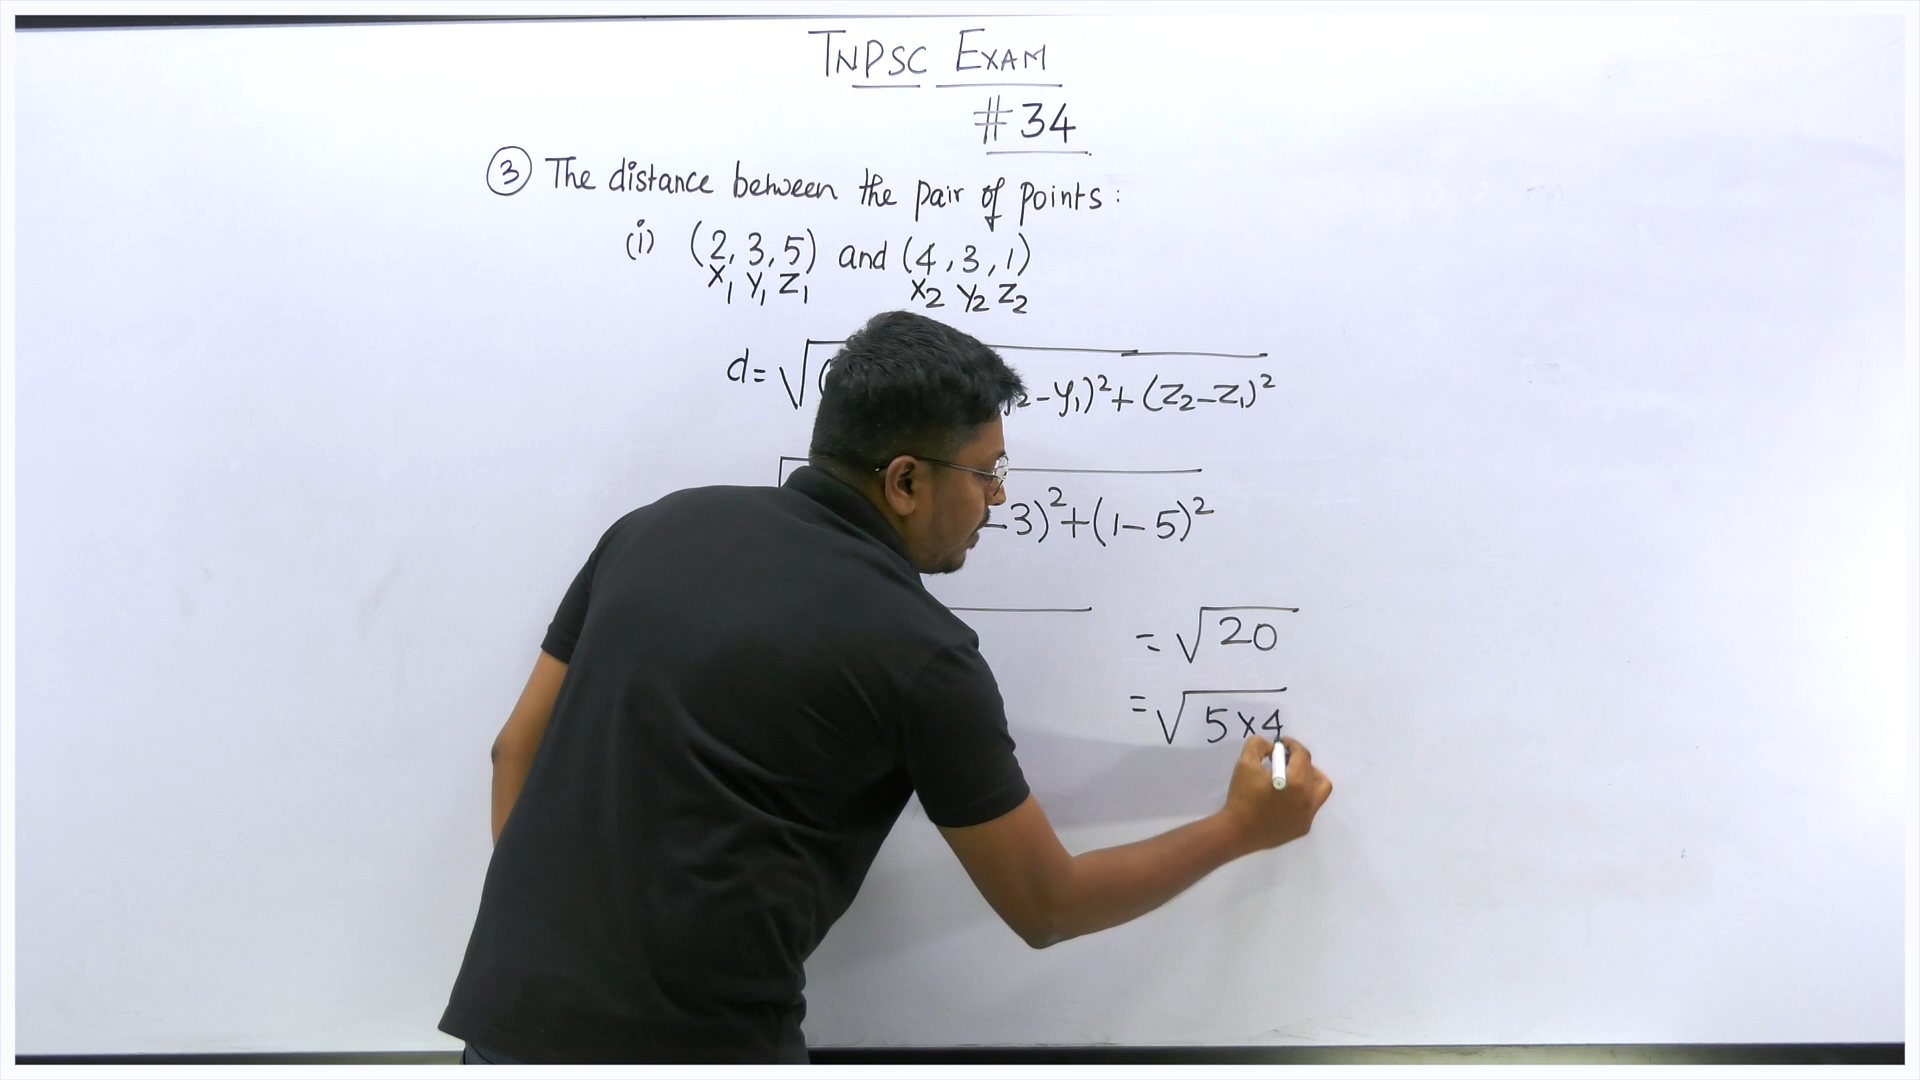 TNPSC EXAM
#34
③ The distance between the pair of points:
(i) (2, 3, 5) and (4, 3, 1)
x₁ y₁ z₁ x₂ y₂ z₂
d = √( ₂-y₁)²+(z₂-z₁)²
-3)²+(1-5)²
= √20
= √5×4